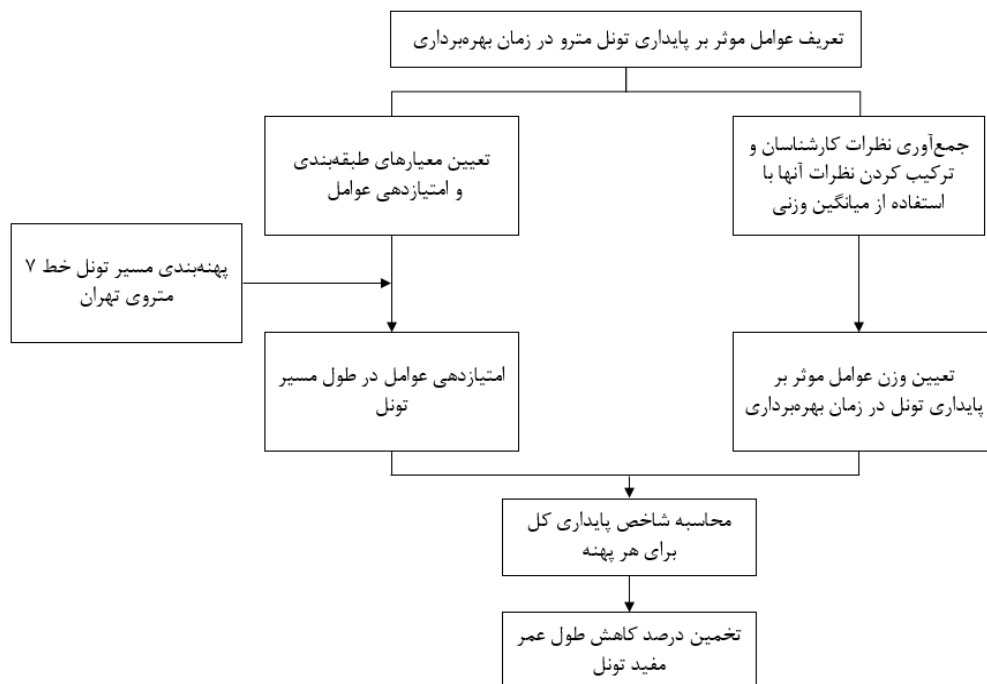 تعریف عوامل موثر بر پایداری تونل مترو در زمان بهره‌برداری
جمع‌آوری نظرات کارشناسان و
ترکیب کردن نظرات آنها با
استفاده از میانگین وزنی
تعیین معیارهای طبقه‌بندی
و امتیازدهی عوامل
پهنه‌بندی مسیر تونل خط ۷
متروی تهران
تعیین وزن عوامل موثر بر
پایداری تونل در زمان بهره‌برداری
امتیازدهی عوامل در طول مسیر
تونل
محاسبه شاخص پایداری کل
برای هر پهنه
تخمین درصد کاهش طول عمر
مفید تونل